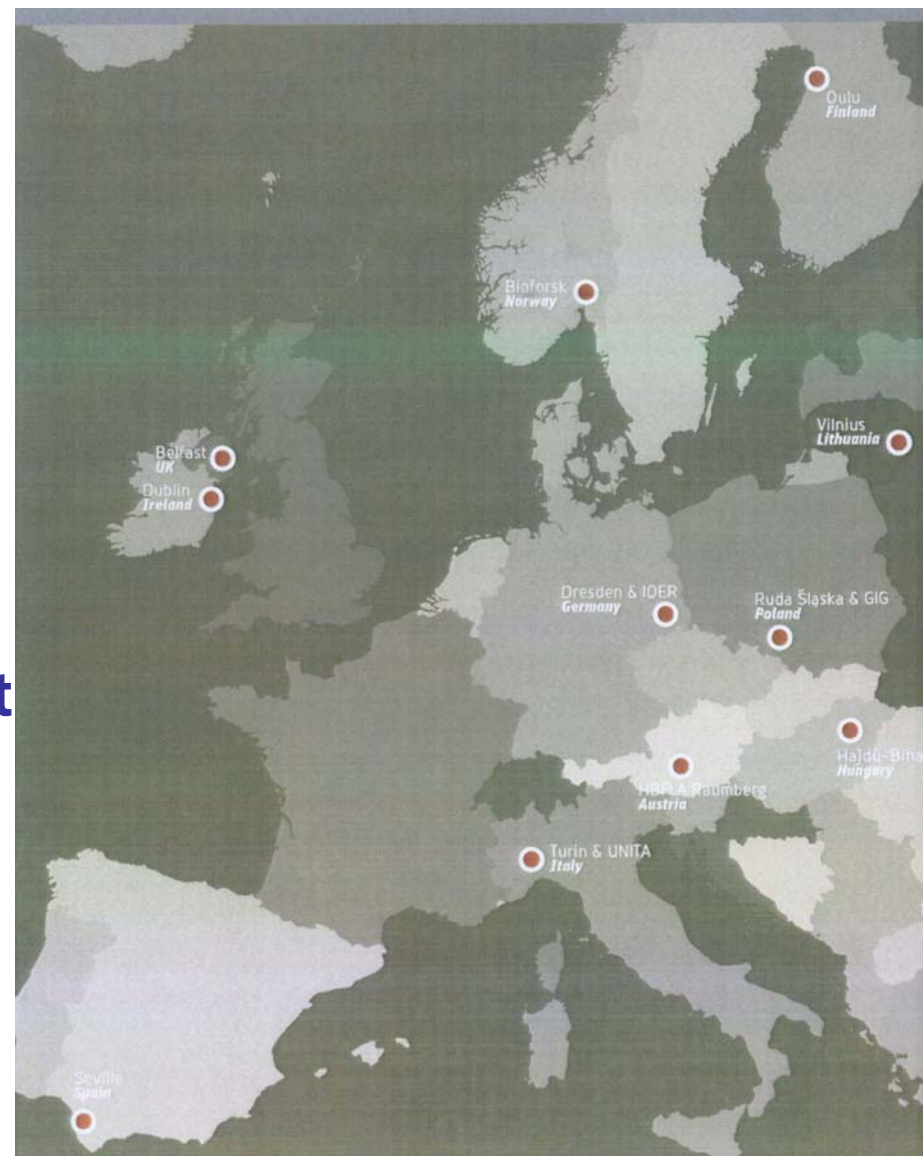 Oulu
Finland
Bioforsk
Norway
Vilnius
Lithuania
Belfast
UK
Dublin
Ireland
Dresden & IOER
Germany
Ruda Śląska & GIG
Poland
t
Hajdú-Biha
Hungary
HBFLA Raumberg
Austria
Turin & UNITA
Italy
Seville
Spain